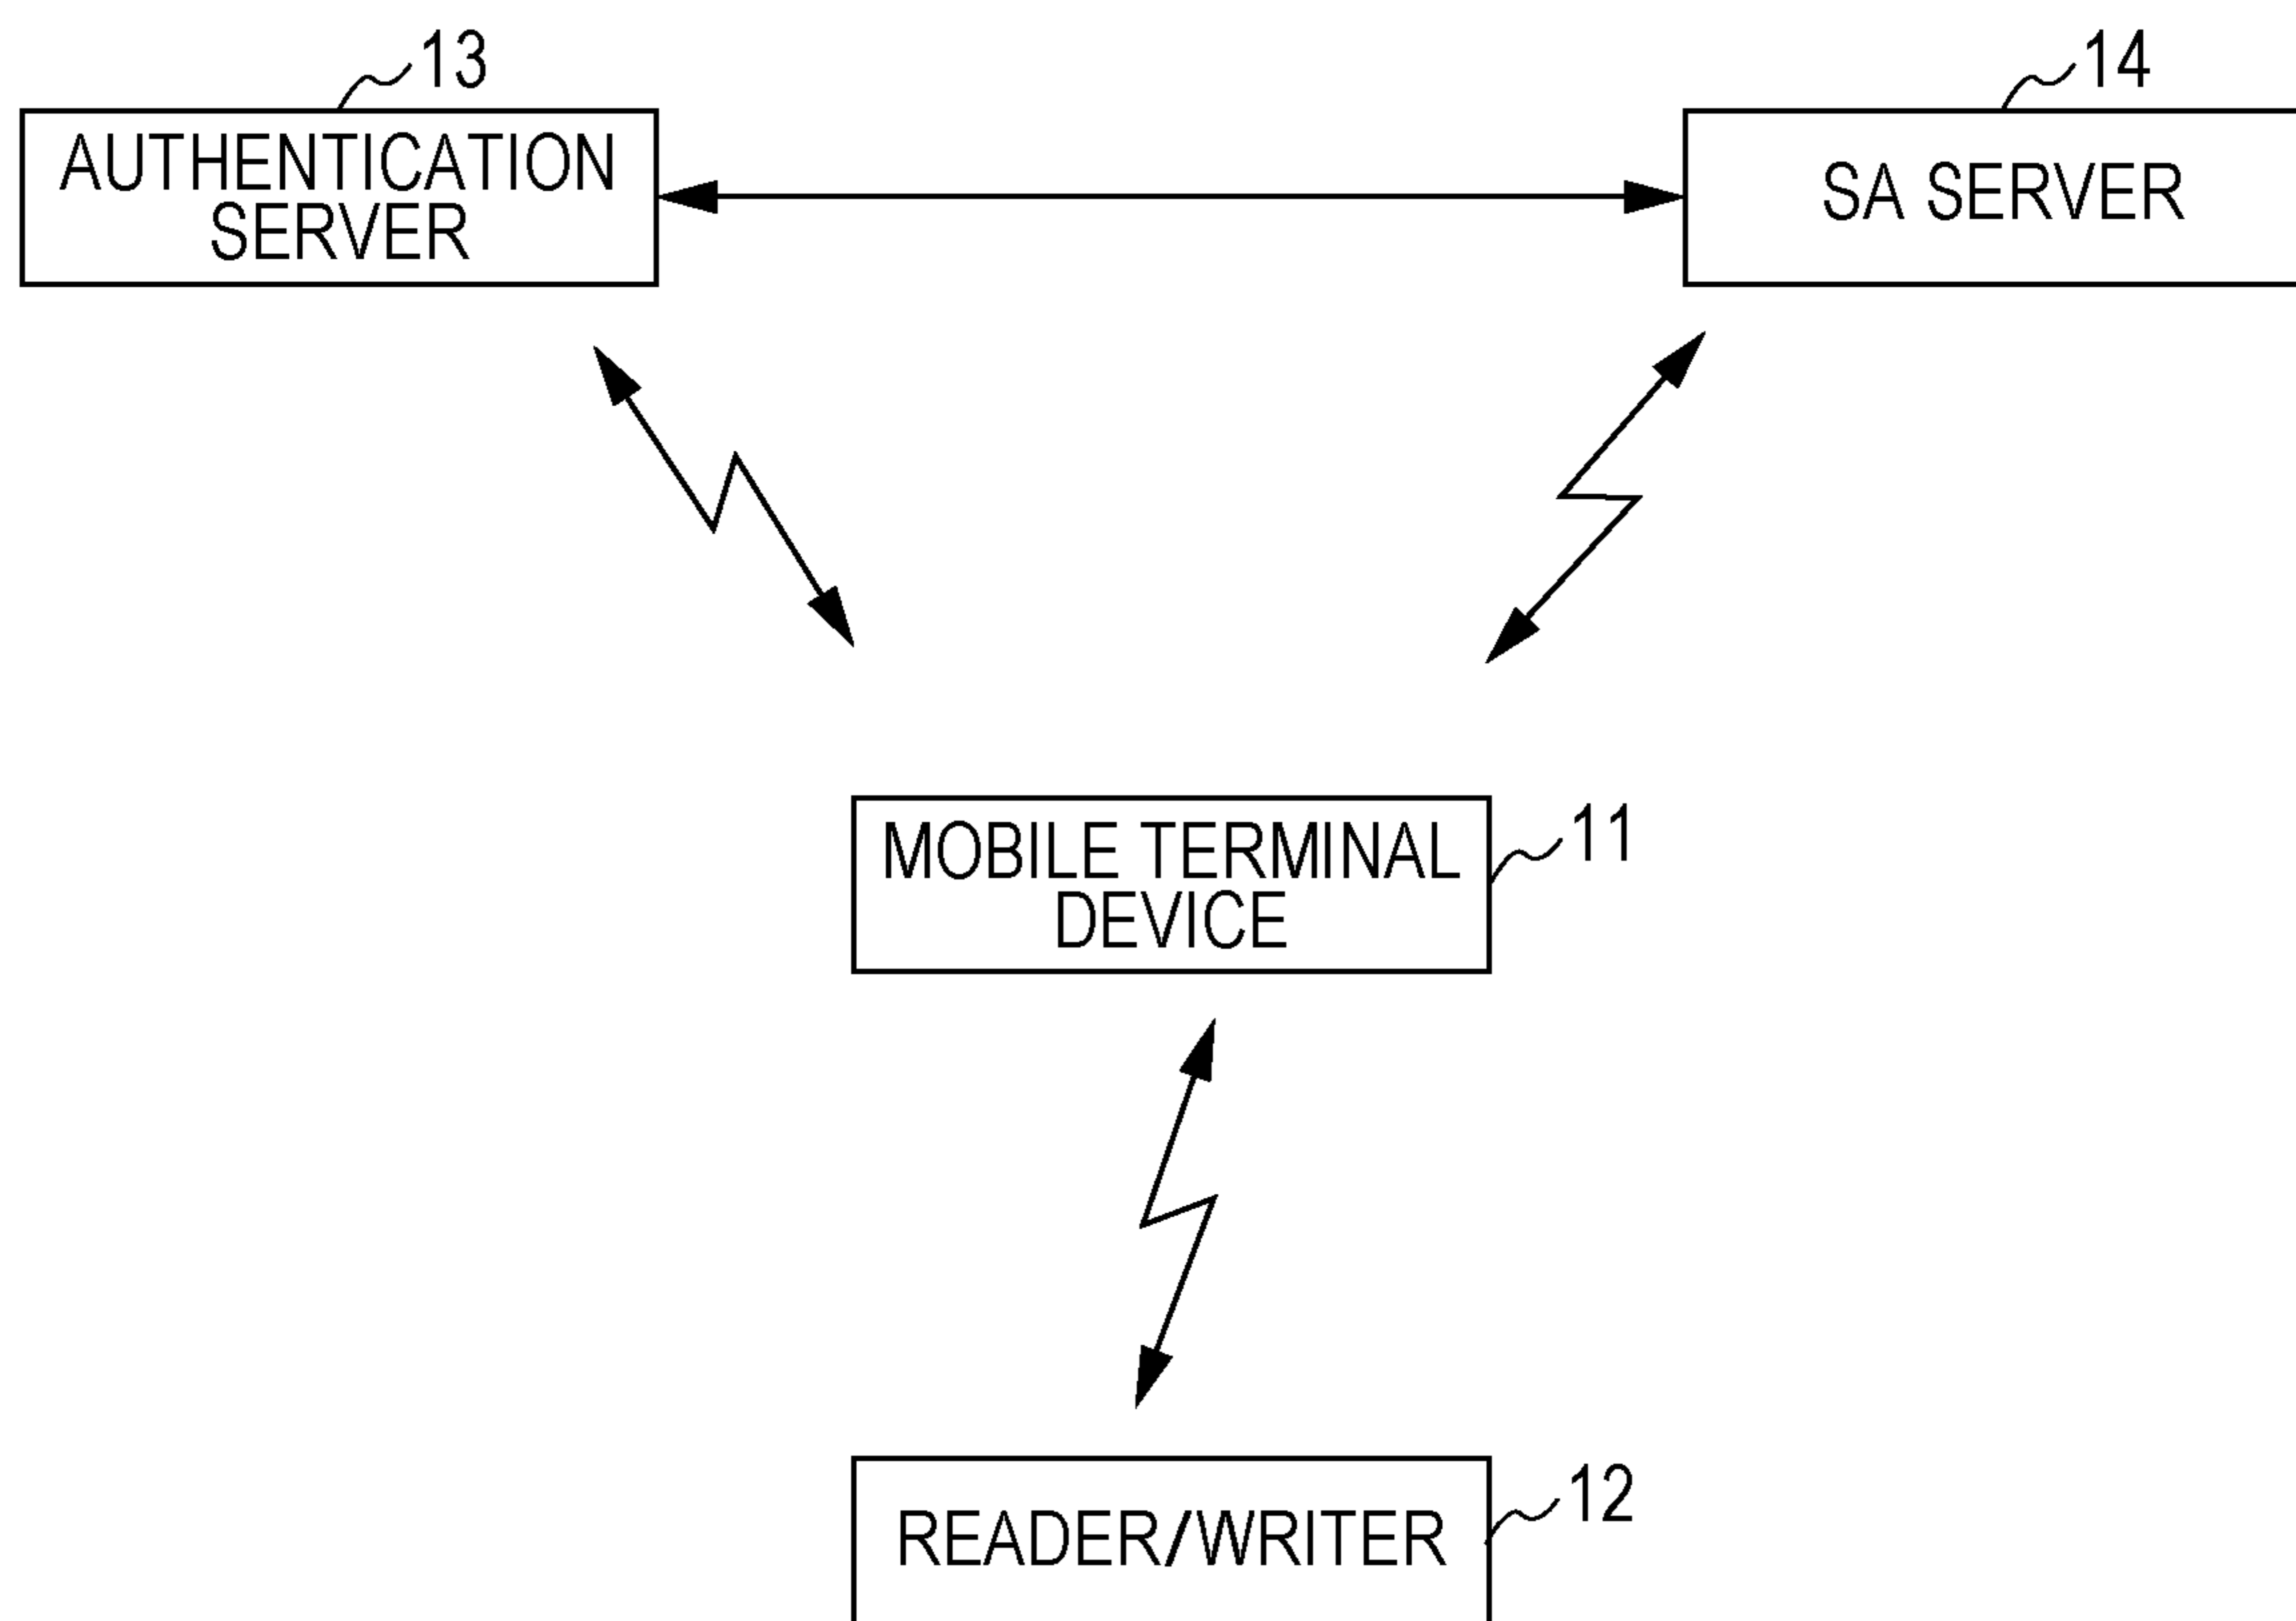 13
14
AUTHENTICATION
SERVER
SA SERVER
MOBILE TERMINAL
DEVICE
11
READER/WRITER
12